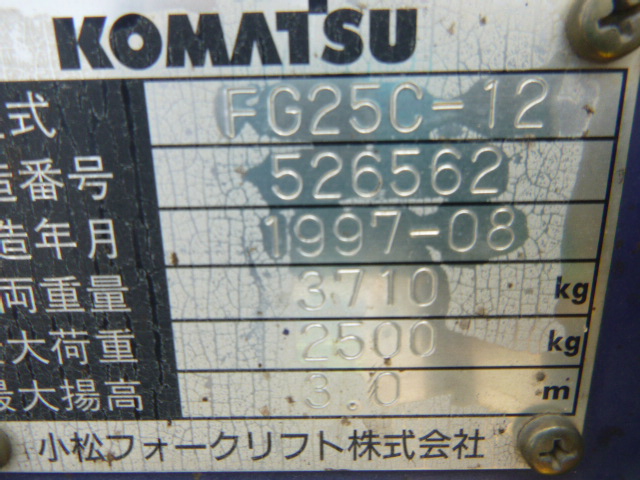 KOMATSU
型式 FG25C-12
造番号 526562
造年月 1997-08
両重量 3710 kg
大荷重 2500 kg
最大揚高 3.0 m
小松フォークリフト株式会社